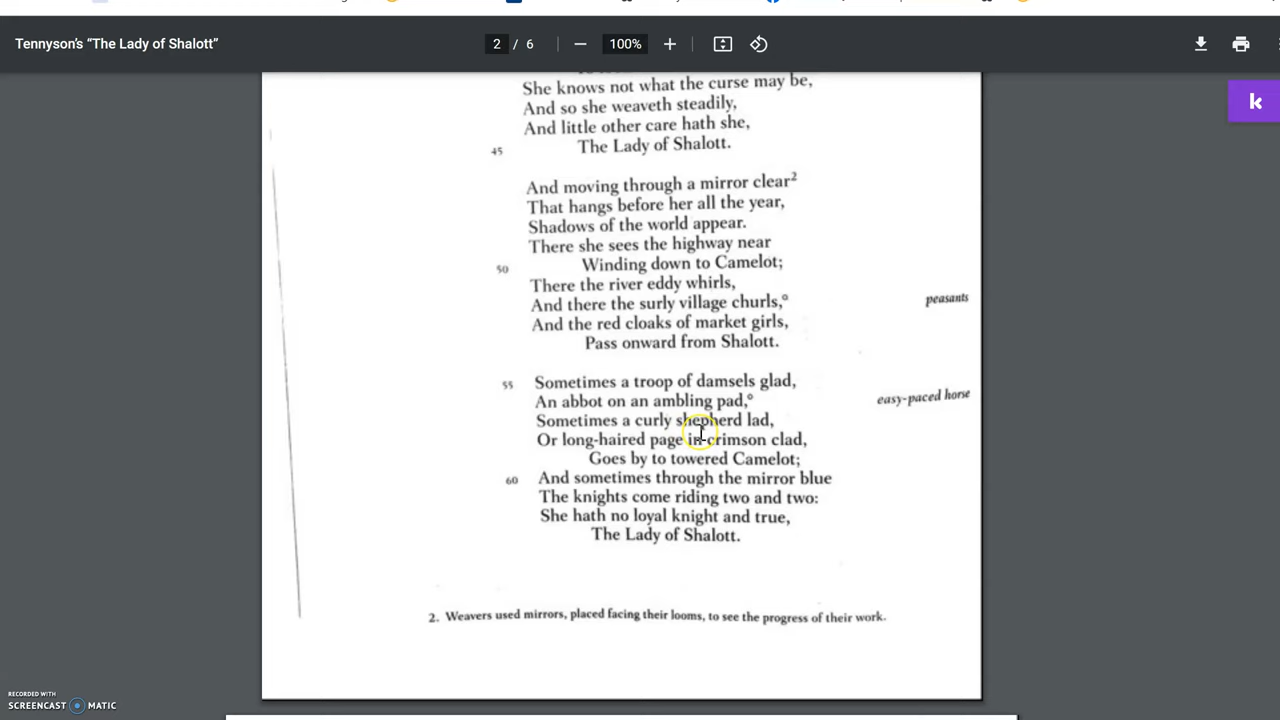 Tennyson's "The Lady of Shalott"
2 / 6
100%
k
She knows not what the curse may be,
And so she weaveth steadily,
And little other care hath she,
45 The Lady of Shalott.
And moving through a mirror clear²
That hangs before her all the year,
Shadows of the world appear.
There she sees the highway near
50 Winding down to Camelot;
There the river eddy whirls,
And there the surly village churls,° peasants
And the red cloaks of market girls,
Pass onward from Shalott.
55 Sometimes a troop of damsels glad,
An abbot on an ambling pad,° easy-paced horse
Sometimes a curly shepherd lad,
Or long-haired page in crimson clad,
Goes by to towered Camelot;
60 And sometimes through the mirror blue
The knights come riding two and two:
She hath no loyal knight and true,
The Lady of Shalott.
2. Weavers used mirrors, placed facing their looms, to see the progress of their work.
RECORDED WITH
SCREENCAST MATIC